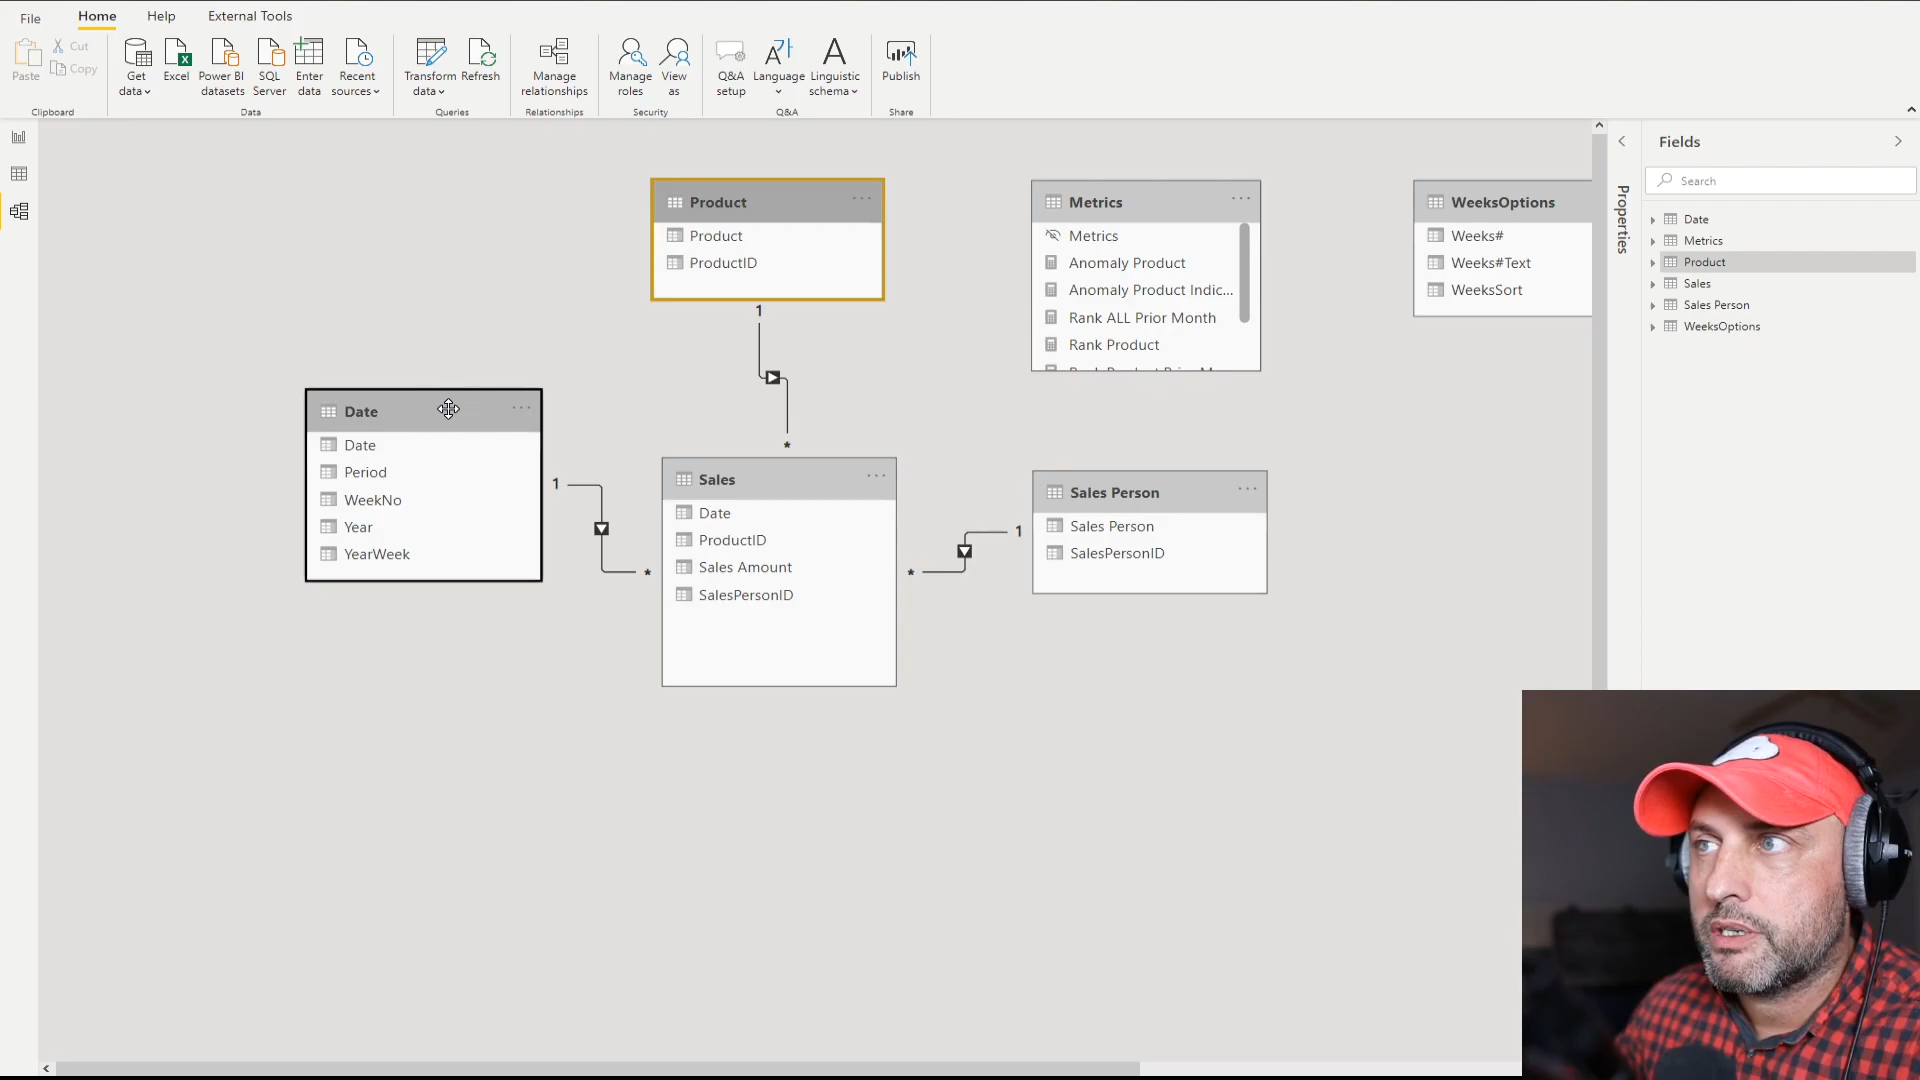 File
Home
Help
External Tools
Paste
Cut
Copy
Clipboard
Get data
Excel
Power BI datasets
SQL Server
Enter data
Recent sources
Data
Transform data
Refresh
Queries
Manage relationships
Relationships
Manage roles
View as
Security
Q&A setup
Language
Linguistic schema
Q&A
Publish
Share
Product
Product
ProductID
1
*
Metrics
Metrics
Anomaly Product
Anomaly Product Indic...
Rank ALL Prior Month
Rank Product
WeeksOptions
Weeks#
Weeks#Text
WeeksSort
Date
Date
Period
WeekNo
Year
YearWeek
1
*
Sales
Date
ProductID
Sales Amount
SalesPersonID
*
1
Sales Person
Sales Person
SalesPersonID
Properties
Fields
Search
Date
Metrics
Product
Sales
Sales Person
WeeksOptions